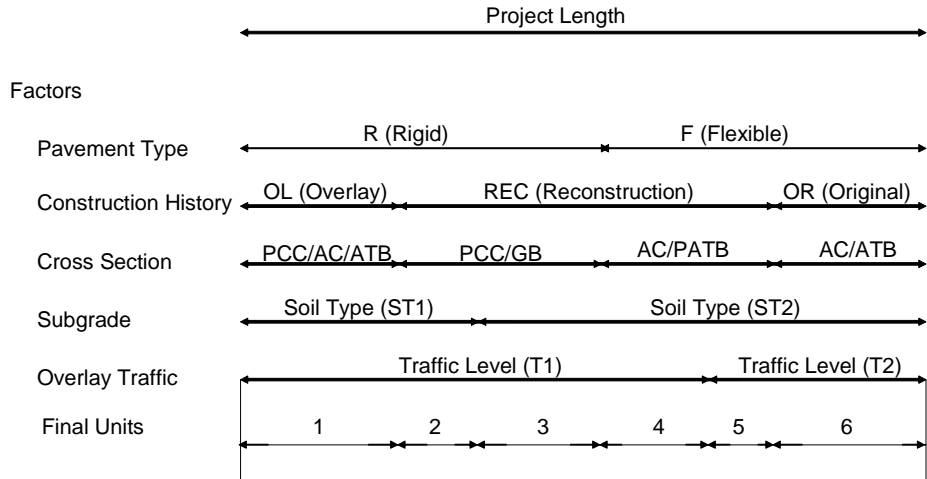 Project Length
Factors
Pavement Type R (Rigid) F (Flexible)
Construction History OL (Overlay) REC (Reconstruction) OR (Original)
Cross Section PCC/AC/ATB PCC/GB AC/PATB AC/ATB
Subgrade Soil Type (ST1) Soil Type (ST2)
Overlay Traffic Traffic Level (T1) Traffic Level (T2)
Final Units 1 2 3 4 5 6